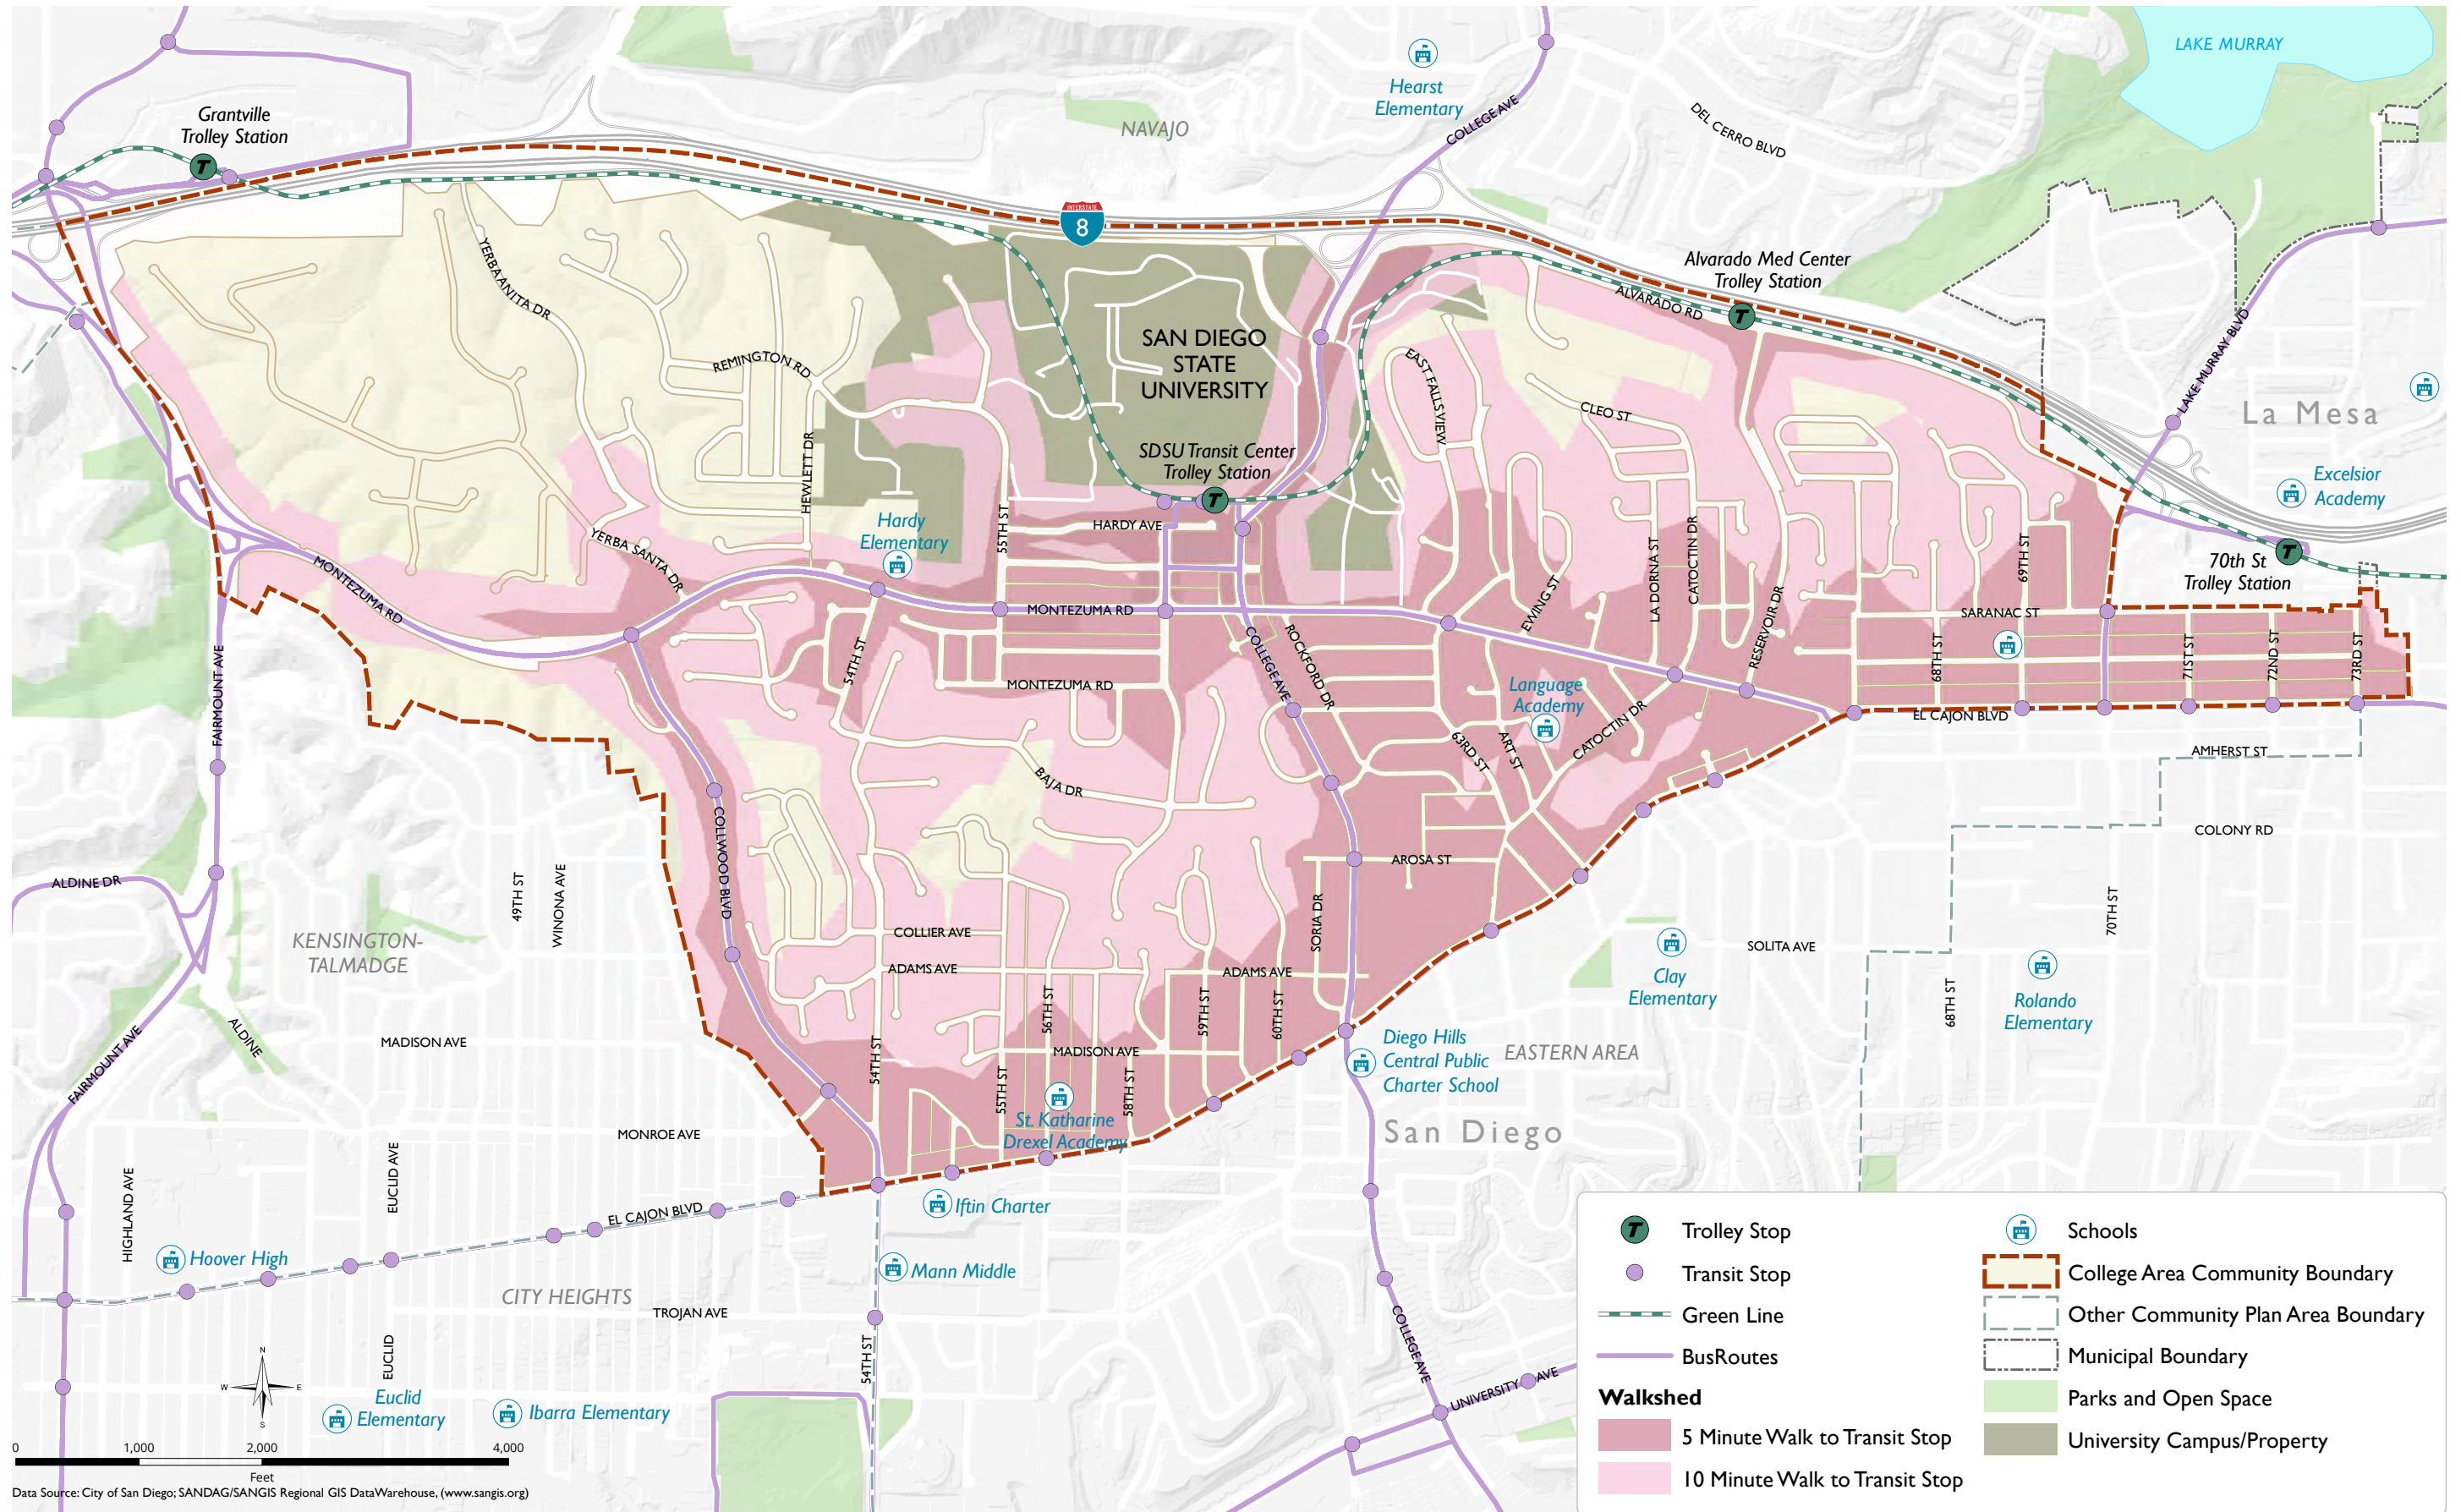 LAKE MURRAY
Hearst
Elementary
COLLEGE AVE
DEL CERRO BLVD
NAVAJO
Grantville
Trolley Station
T
INTERSTATE
8
YERBA ANITA DR
Alvarado Med Center
Trolley Station
T
ALVARADO RD
LAKE MURRAY BLVD
La Mesa
SAN DIEGO
STATE
UNIVERSITY
REMINGTON RD
EAST FALLS VIEW
CLEO ST
HEWLETT DR
SDSU Transit Center
Trolley Station
T
Excelsior
Academy
Hardy
Elementary
55TH ST
HARDY AVE
YERBA SANTA DR
EWING ST
LA DORNA ST
CATOCTIN DR
RESERVOIR DR
69TH ST
T
70th St
Trolley Station
MONTEZUMA RD
MONTEZUMA RD
SARANAC ST
FAIRMOUNT AVE
54TH ST
COLLEGE AVE
ROCKFORD DR
68TH ST
71ST ST
72ND ST
73RD ST
MONTEZUMA RD
Language
Academy
EL CAJON BLVD
63RD ST
ART ST
CATOCTIN DR
AMHERST ST
BAJA DR
COLLWOOD BLVD
COLONY RD
AROSA ST
ALDINE DR
49TH ST
WINONA AVE
KENSINGTON-
TALMADGE
COLLIER AVE
SORIA DR
70TH ST
SOLITA AVE
ADAMS AVE
ADAMS AVE
Clay
Elementary
Rolando
Elementary
68TH ST
56TH ST
59TH ST
60TH ST
ALDINE
FAIRMOUNT AVE
MADISON AVE
54TH ST
MADISON AVE
Diego Hills
Central Public
Charter School
EASTERN AREA
55TH ST
58TH ST
St. Katharine
Drexel Academy
San Diego
MONROE AVE
HIGHLAND AVE
EUCLID AVE
EL CAJON BLVD
Iftin Charter
Hoover High
Mann Middle
CITY HEIGHTS
TROJAN AVE
EUCLID
54TH ST
COLLEGE AVE
UNIVERSITY AVE
Euclid
Elementary
Ibarra Elementary
N
W
E
S
0
1,000
2,000
4,000
Feet
Data Source: City of San Diego; SANDAG/SANGIS Regional GIS DataWarehouse, (www.sangis.org)
T
Trolley Stop
Transit Stop
Green Line
BusRoutes
Walkshed
5 Minute Walk to Transit Stop
10 Minute Walk to Transit Stop
Schools
College Area Community Boundary
Other Community Plan Area Boundary
Municipal Boundary
Parks and Open Space
University Campus/Property